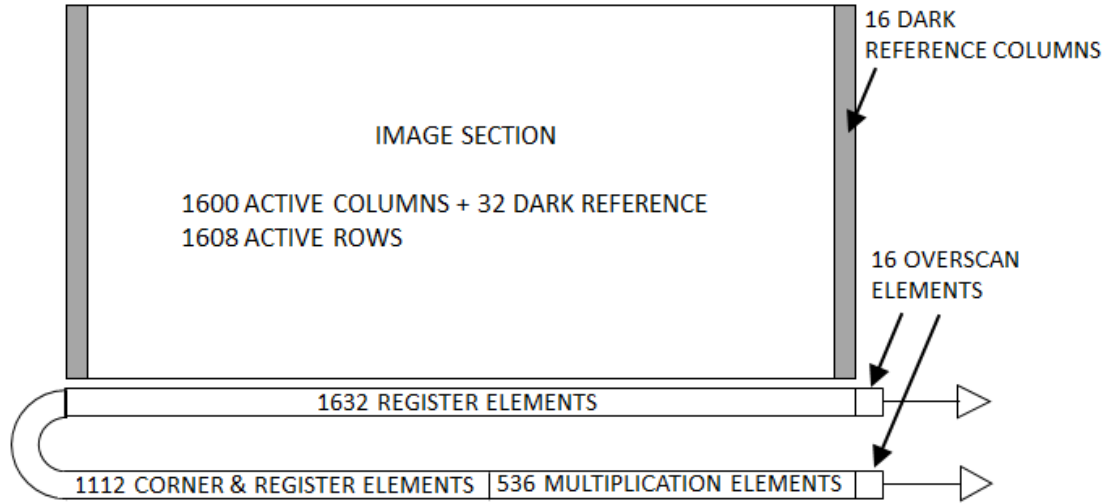 16 DARK
REFERENCE COLUMNS
IMAGE SECTION
1600 ACTIVE COLUMNS + 32 DARK REFERENCE
1608 ACTIVE ROWS
16 OVERSCAN
ELEMENTS
1632 REGISTER ELEMENTS
1112 CORNER & REGISTER ELEMENTS
536 MULTIPLICATION ELEMENTS